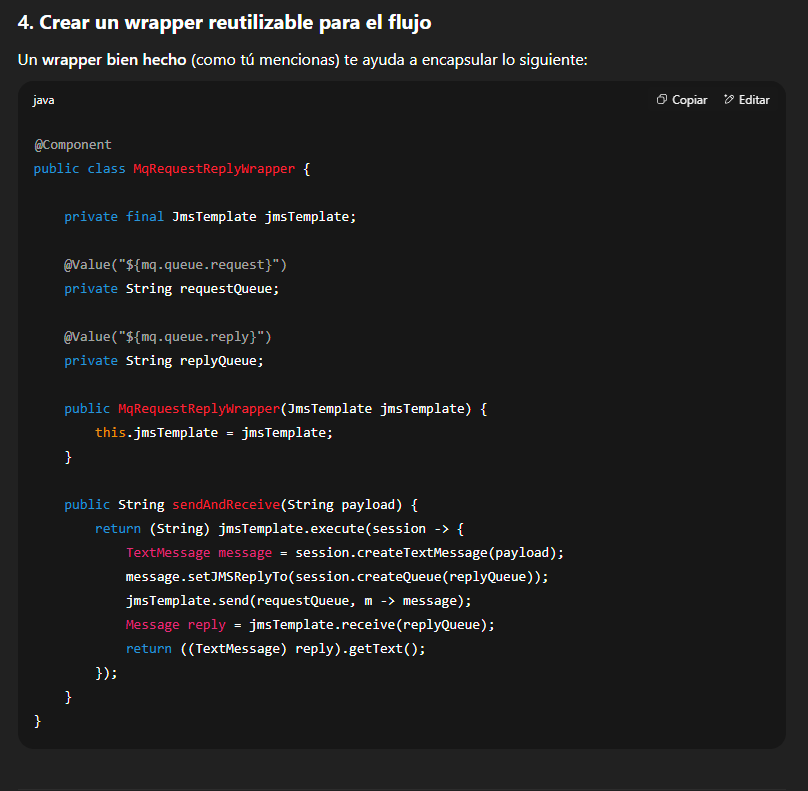 4. Crear un wrapper reutilizable para el flujo
Un wrapper bien hecho (como tú mencionas) te ayuda a encapsular lo siguiente:
java
Copiar
Editar
@Component
public class MqRequestReplyWrapper {
    private final JmsTemplate jmsTemplate;
    @Value("${mq.queue.request}")
    private String requestQueue;
    @Value("${mq.queue.reply}")
    private String replyQueue;
    public MqRequestReplyWrapper(JmsTemplate jmsTemplate) {
        this.jmsTemplate = jmsTemplate;
    }
    public String sendAndReceive(String payload) {
        return (String) jmsTemplate.execute(session -> {
            TextMessage message = session.createTextMessage(payload);
            message.setJMSReplyTo(session.createQueue(replyQueue));
            jmsTemplate.send(requestQueue, m -> message);
            Message reply = jmsTemplate.receive(replyQueue);
            return ((TextMessage) reply).getText();
        });
    }
}